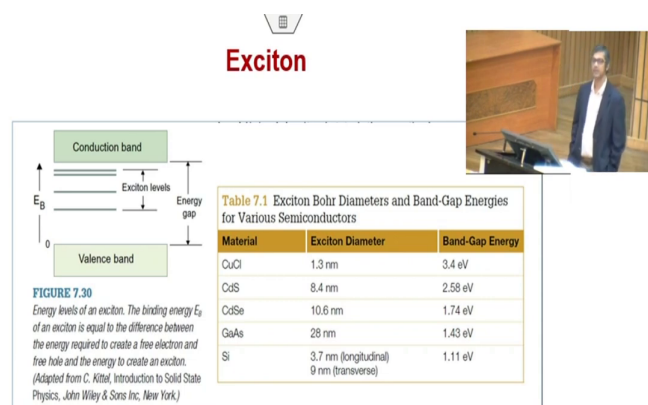 Exciton
Conduction band
Exciton levels
E_B
Energy
gap
0
Valence band
FIGURE 7.30
Energy levels of an exciton. The binding energy E_B
of an exciton is equal to the difference between
the energy required to create a free electron and
free hole and the energy to create an exciton.
(Adapted from C. Kittel, Introduction to Solid State
Physics, John Wiley & Sons Inc, New York.)
Table 7.1 Exciton Bohr Diameters and Band-Gap Energies
for Various Semiconductors
Material Exciton Diameter Band-Gap Energy
CuCl 1.3 nm 3.4 eV
CdS 8.4 nm 2.58 eV
CdSe 10.6 nm 1.74 eV
GaAs 28 nm 1.43 eV
Si 3.7 nm (longitudinal) 1.11 eV
9 nm (transverse)